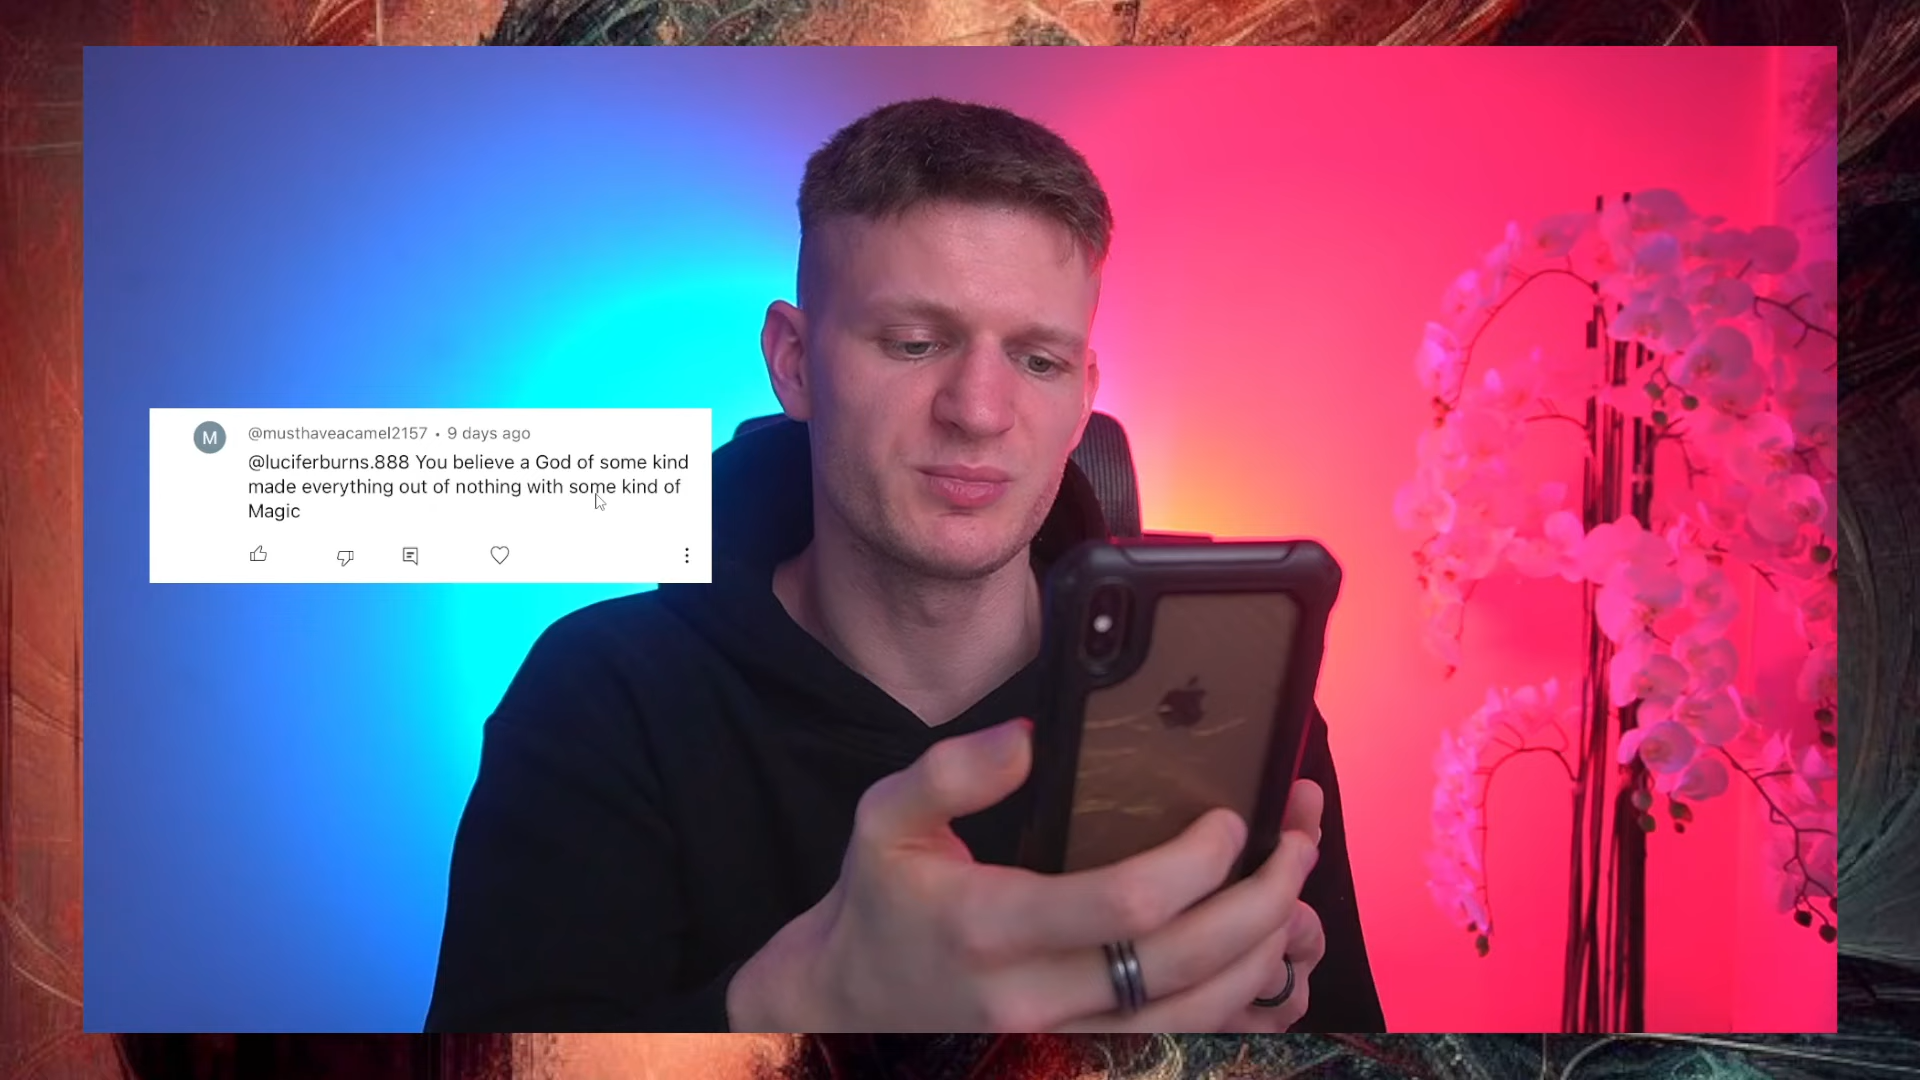 M
@musthaveacamel2157 • 9 days ago
@luciferburns.888 You believe a God of some kind
made everything out of nothing with some kind of
Magic